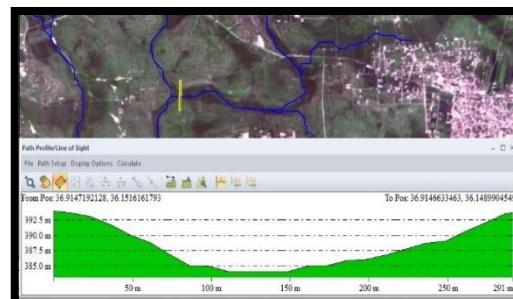 Path Profile/Line of Sight
File Path Setup Display Options Calculate
From Pos: 36.9147192128, 36.1516161793 To Pos: 36.9146633463, 36.148990454
392.5 m
390.0 m
387.5 m
385.0 m
50 m 100 m 150 m 200 m 250 m 291 m